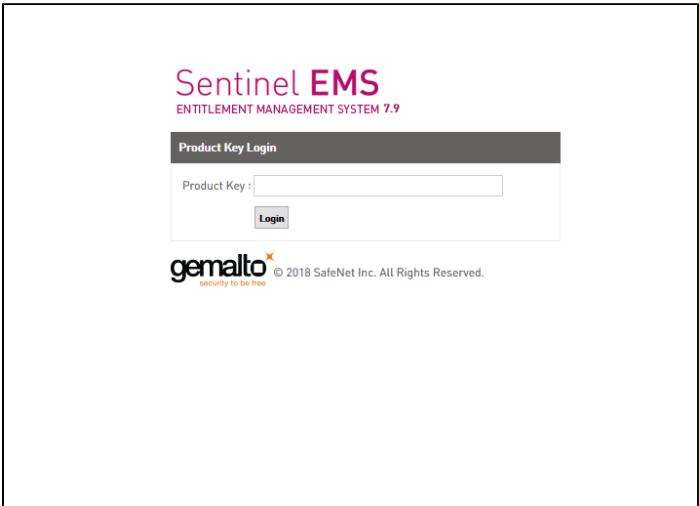 Sentinel EMS
ENTITLEMENT MANAGEMENT SYSTEM 7.9
Product Key Login
Product Key :
Login
gemalto
security to be free
© 2018 SafeNet Inc. All Rights Reserved.